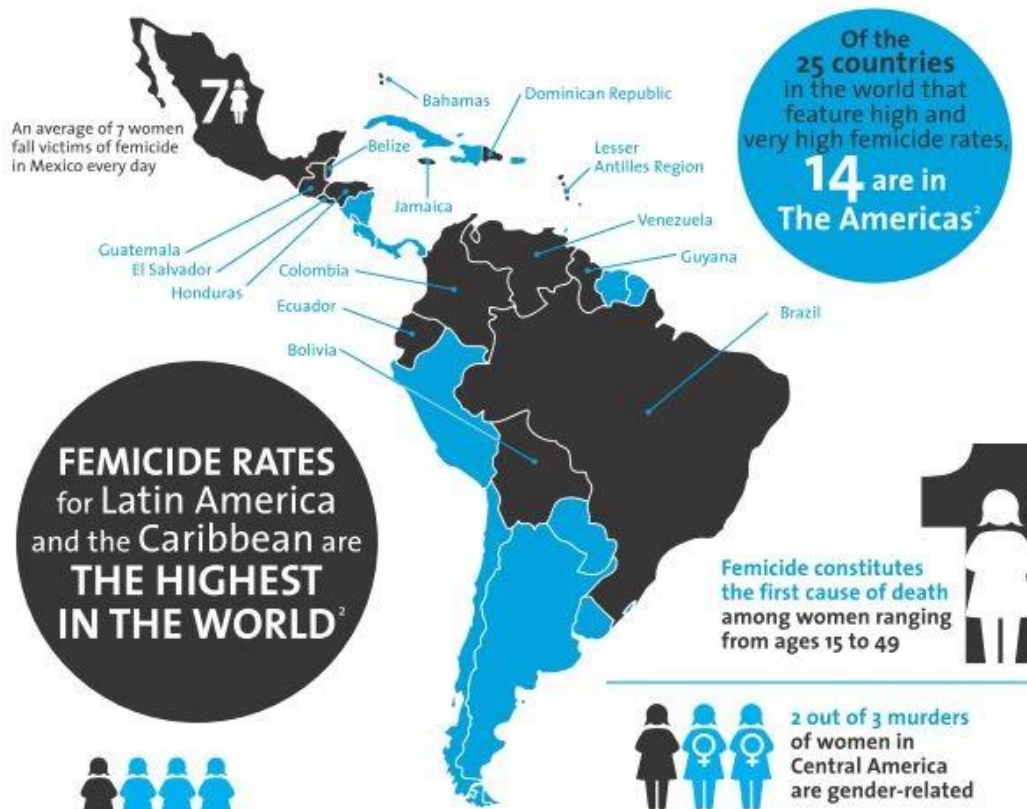 7
An average of 7 women
fall victims of femicide
in Mexico every day
Bahamas
Dominican Republic
Belize
Lesser
Antilles Region
Jamaica
Guatemala
El Salvador
Honduras
Venezuela
Guyana
Colombia
Ecuador
Bolivia
Brazil
Of the
25 countries
in the world that
feature high and
very high femicide rates,
14 are in
The Americas²
FEMICIDE RATES
for Latin America
and the Caribbean are
THE HIGHEST
IN THE WORLD²
1
Femicide constitutes
the first cause of death
among women ranging
from ages 15 to 49
2 out of 3 murders
of women in
Central America
are gender-related